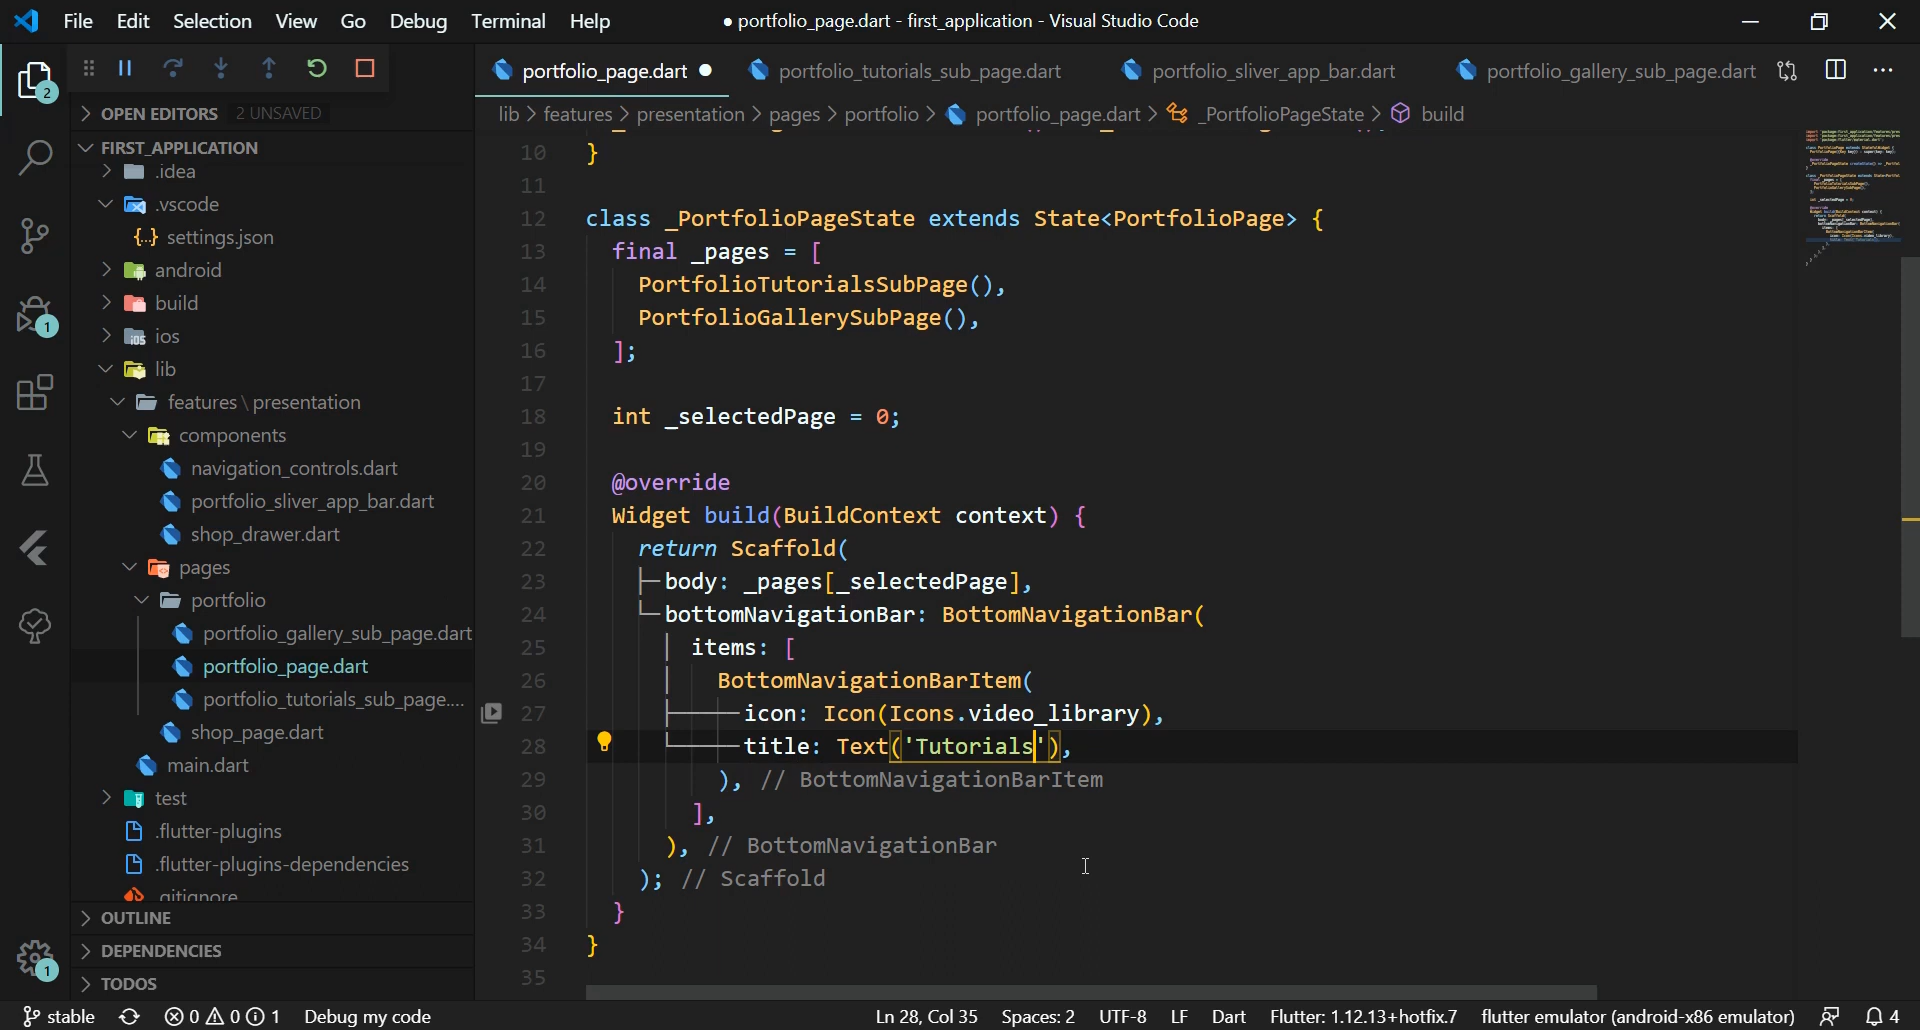 File Edit Selection View Go Debug Terminal Help
● portfolio_page.dart - first_application - Visual Studio Code
portfolio_page.dart ● portfolio_tutorials_sub_page.dart portfolio_sliver_app_bar.dart portfolio_gallery_sub_page.dart
lib > features > presentation > pages > portfolio > portfolio_page.dart > _PortfolioPageState > build
2
1
1
OPEN EDITORS 2 UNSAVED
FIRST_APPLICATION
.idea
.vscode
settings.json
android
build
ios
lib
features \ presentation
components
navigation_controls.dart
portfolio_sliver_app_bar.dart
shop_drawer.dart
pages
portfolio
portfolio_gallery_sub_page.dart
portfolio_page.dart
portfolio_tutorials_sub_page....
shop_page.dart
main.dart
test
.flutter-plugins
.flutter-plugins-dependencies
.gitignore
OUTLINE
DEPENDENCIES
TODOS
10 }
11
12 class _PortfolioPageState extends State<PortfolioPage> {
13 final _pages = [
14 PortfolioTutorialsSubPage(),
15 PortfolioGallerySubPage(),
16 ];
17
18 int _selectedPage = 0;
19
20 @override
21 Widget build(BuildContext context) {
22 return Scaffold(
23 body: _pages[_selectedPage],
24 bottomNavigationBar: BottomNavigationBar(
25 items: [
26 BottomNavigationBarItem(
27 icon: Icon(Icons.video_library),
28 title: Text('Tutorials'),
29 ), // BottomNavigationBarItem
30 ],
31 ), // BottomNavigationBar
32 ); // Scaffold
33 }
34 }
35
stable 0 0 1 Debug my code Ln 28, Col 35 Spaces: 2 UTF-8 LF Dart Flutter: 1.12.13+hotfix.7 flutter emulator (android-x86 emulator) 4